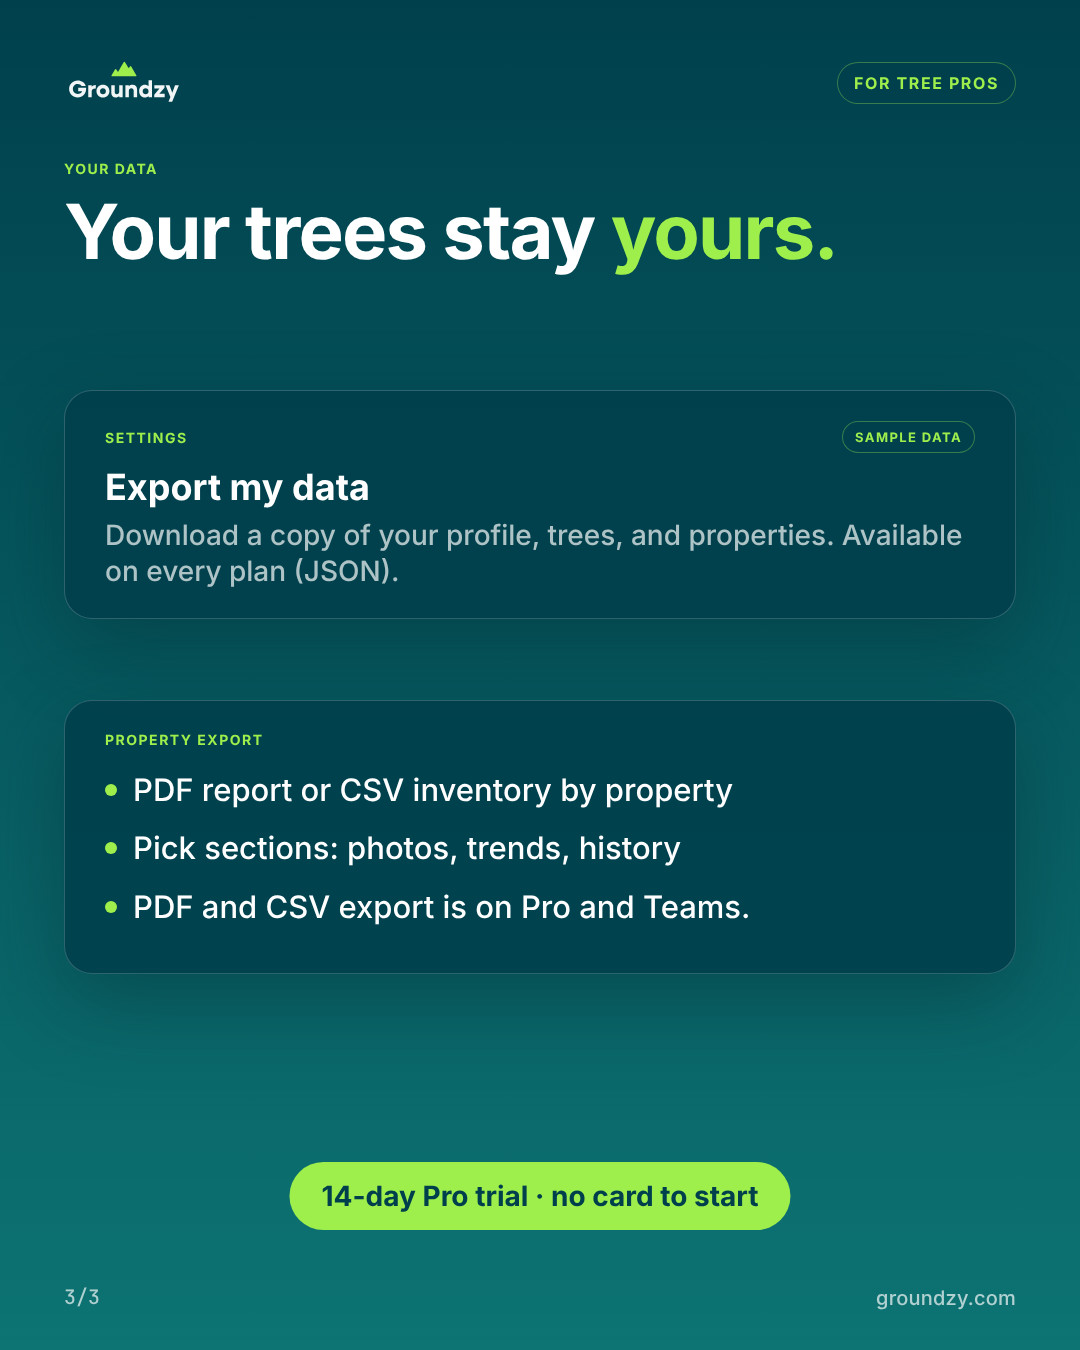 Groundzy
FOR TREE PROS
YOUR DATA
Your trees stay yours.
SETTINGS
SAMPLE DATA
Export my data
Download a copy of your profile, trees, and properties. Available
on every plan (JSON).
PROPERTY EXPORT
PDF report or CSV inventory by property
Pick sections: photos, trends, history
PDF and CSV export is on Pro and Teams.
14-day Pro trial · no card to start
3/3
groundzy.com